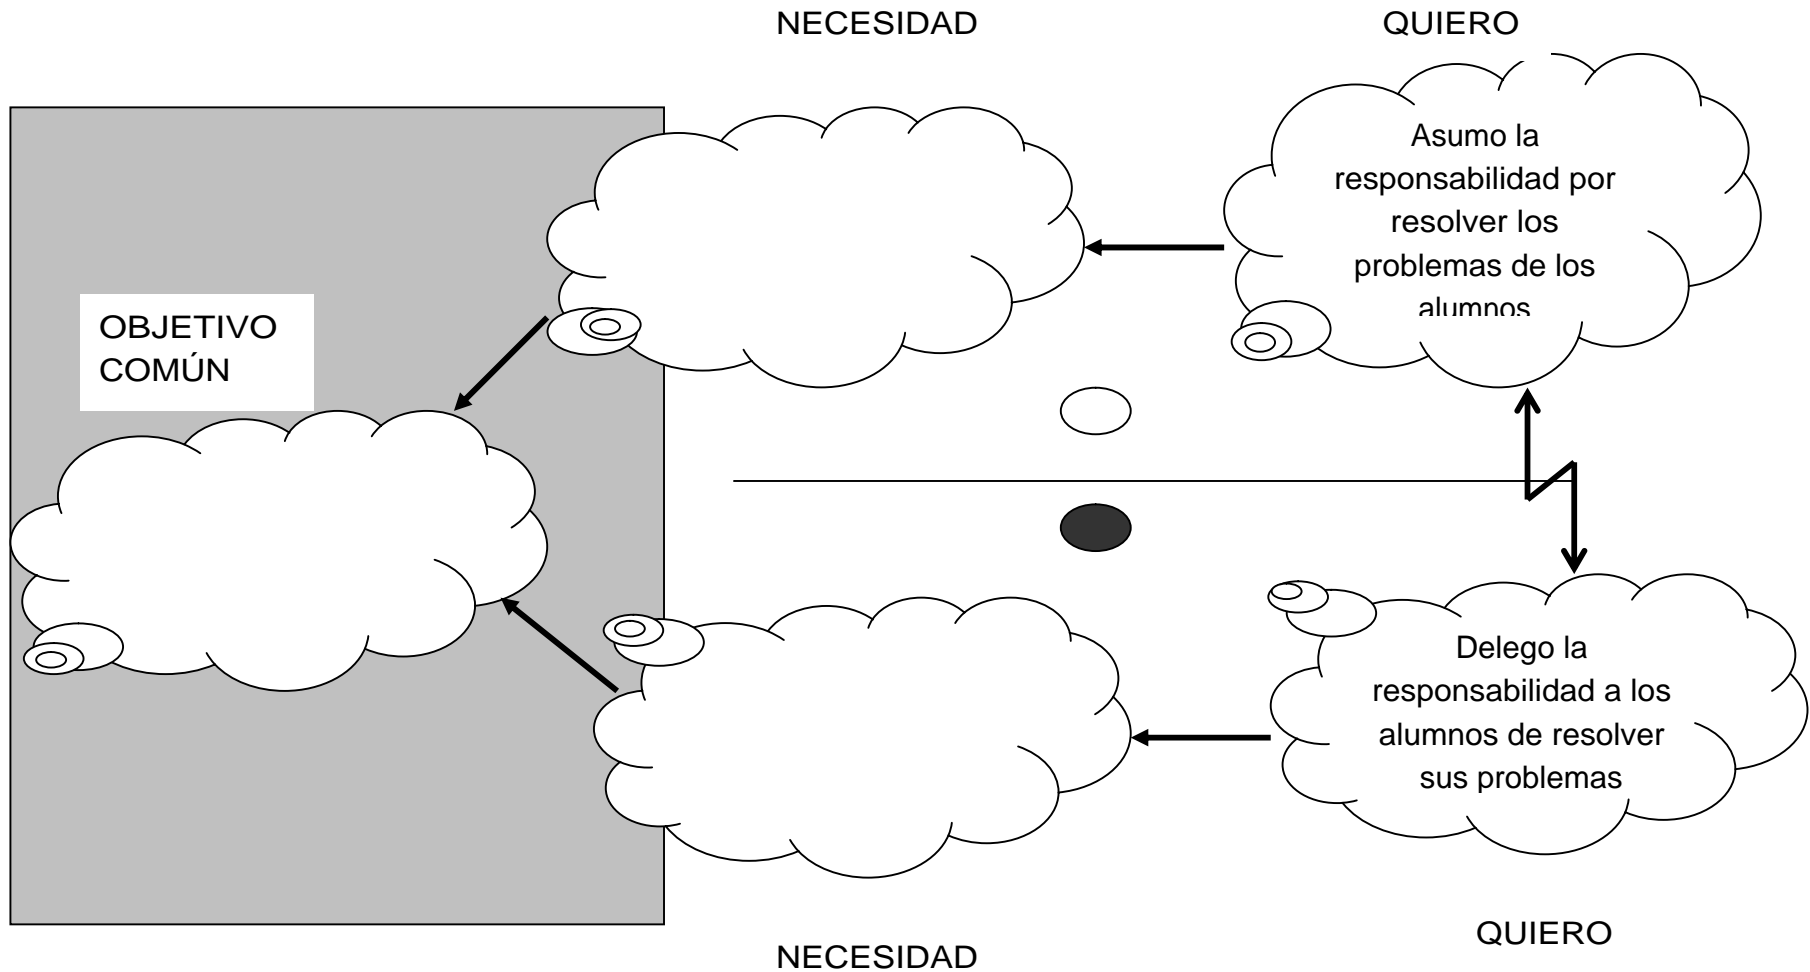 NECESIDAD
QUIERO
Asumo la
responsabilidad por
resolver los
problemas de los
alumnos
OBJETIVO
COMÚN
Delego la
responsabilidad a los
alumnos de resolver
sus problemas
QUIERO
NECESIDAD